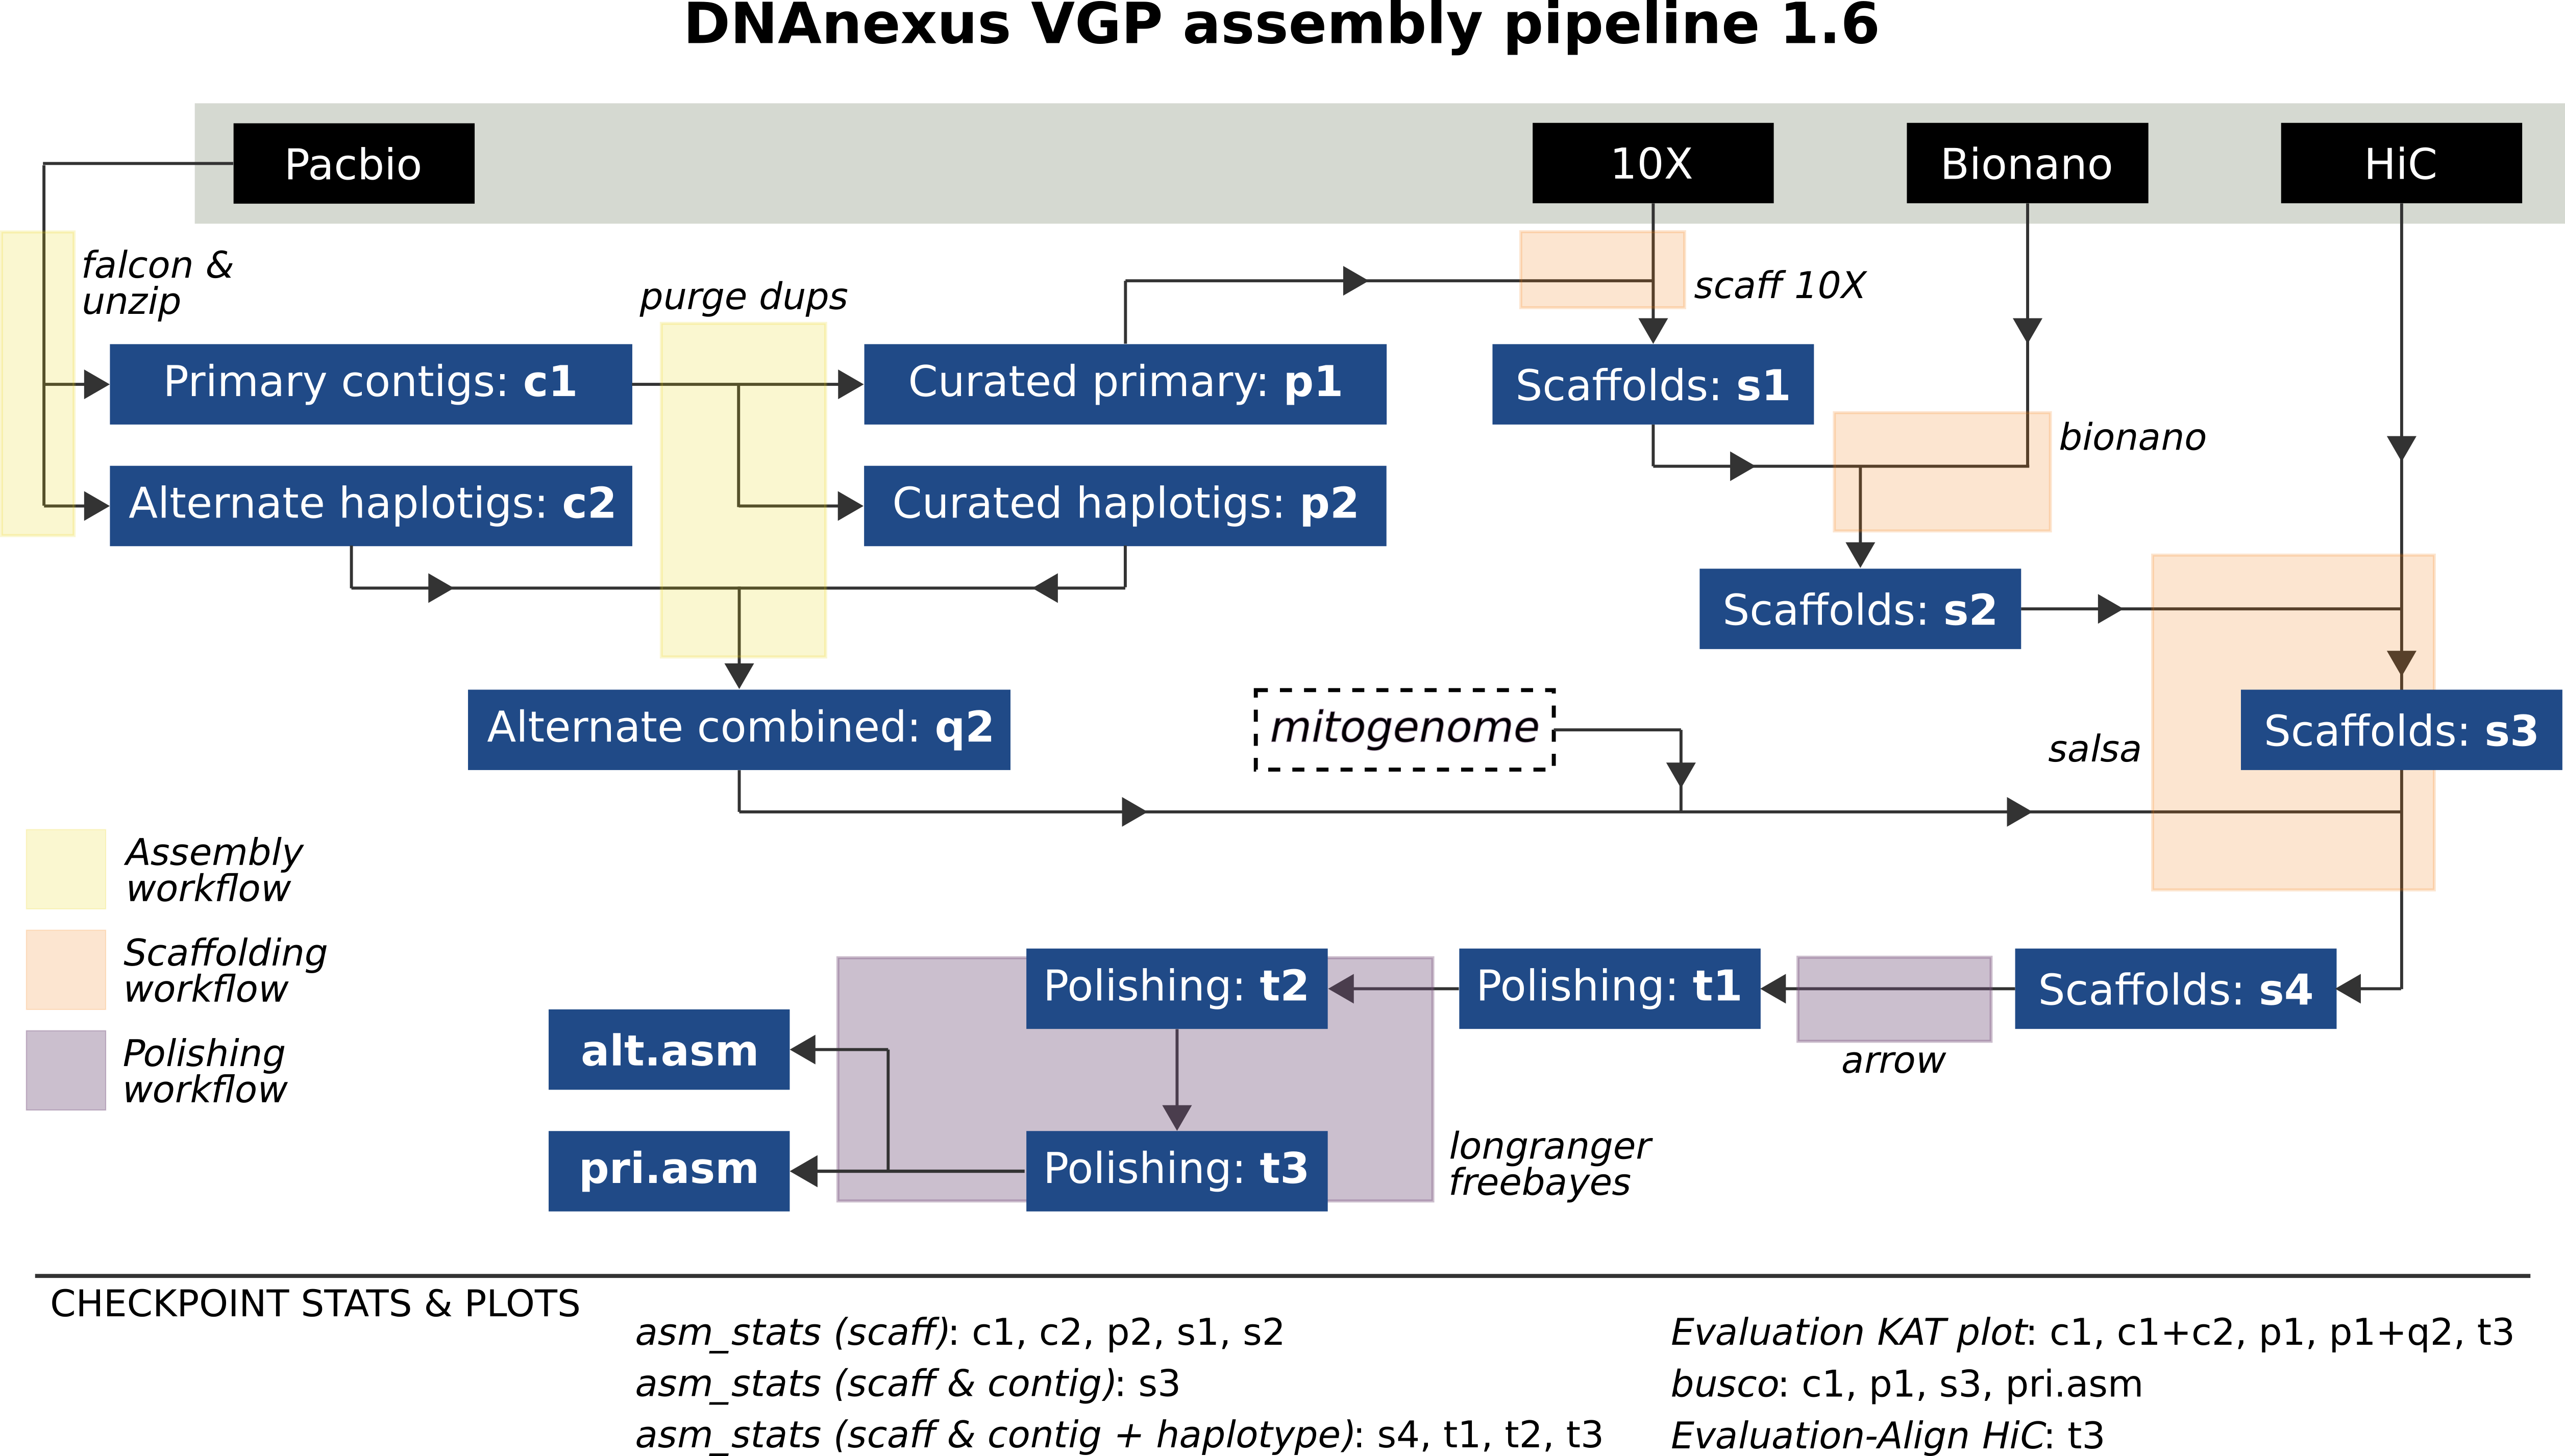 DNAnexus VGP assembly pipeline 1.6
Pacbio
10X
Bionano
HiC
falcon &
unzip
purge dups
scaff 10X
Primary contigs: c1
Curated primary: p1
Scaffolds: s1
bionano
Alternate haplotigs: c2
Curated haplotigs: p2
Scaffolds: s2
Alternate combined: q2
mitogenome
salsa
Scaffolds: s3
Assembly
workflow
Scaffolding
workflow
Polishing
workflow
Polishing: t2
Polishing: t1
arrow
Scaffolds: s4
alt.asm
pri.asm
Polishing: t3
longranger
freebayes
CHECKPOINT STATS & PLOTS
asm_stats (scaff): c1, c2, p2, s1, s2
asm_stats (scaff & contig): s3
asm_stats (scaff & contig + haplotype): s4, t1, t2, t3
Evaluation KAT plot: c1, c1+c2, p1, p1+q2, t3
busco: c1, p1, s3, pri.asm
Evaluation-Align HiC: t3